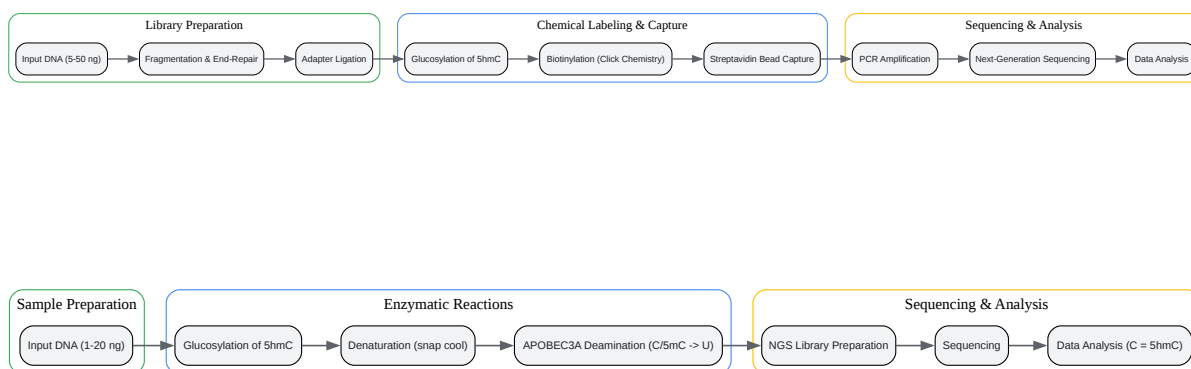 Library Preparation
Chemical Labeling & Capture
Sequencing & Analysis
Input DNA (5-50 ng)
Fragmentation & End-Repair
Adapter Ligation
Glucosylation of 5hmC
Biotinylation (Click Chemistry)
Streptavidin Bead Capture
PCR Amplification
Next-Generation Sequencing
Data Analysis
Sample Preparation
Enzymatic Reactions
Sequencing & Analysis
Input DNA (1-20 ng)
Glucosylation of 5hmC
Denaturation (snap cool)
APOBEC3A Deamination (C/5mC -> U)
NGS Library Preparation
Sequencing
Data Analysis (C = 5hmC)